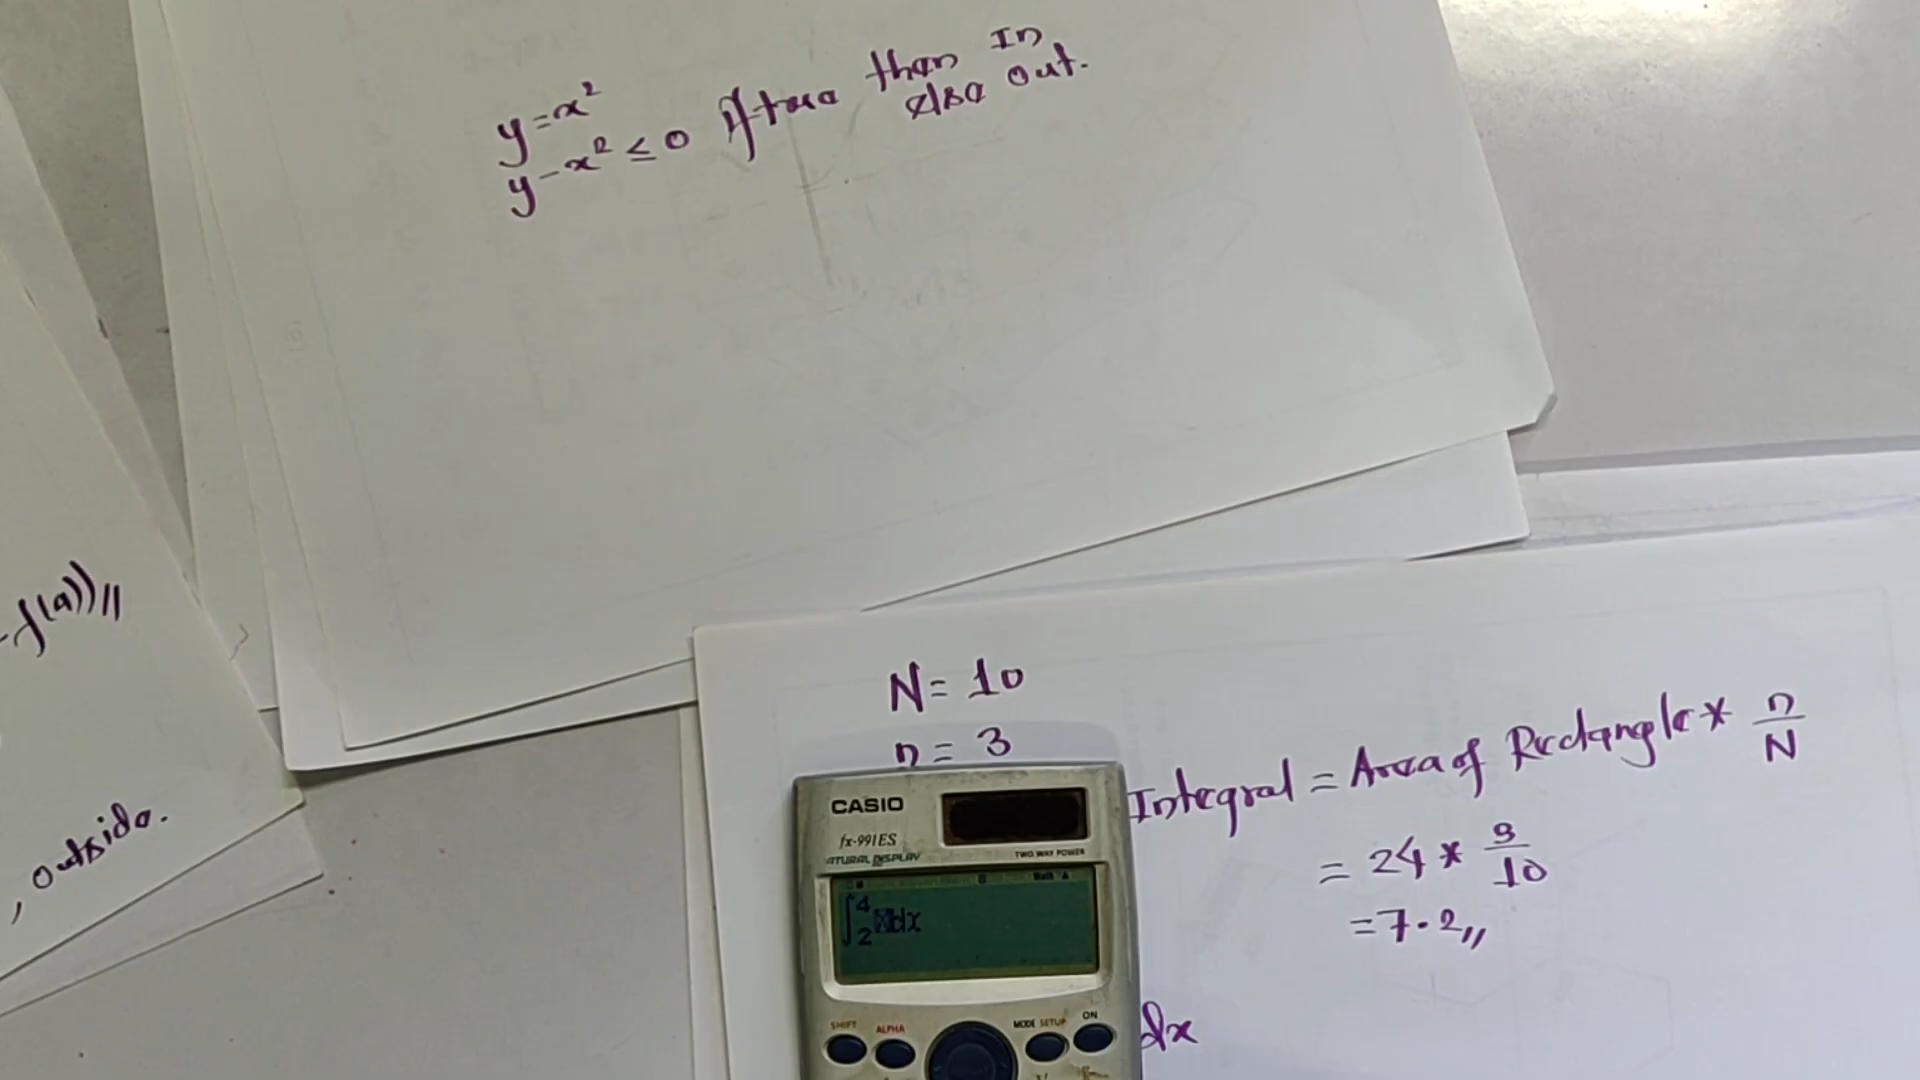 y=x²
y-x² ≤ 0 if true then In
else out.
-f(a))//
, outside.
N = 10
n = 3
Integral = Area of Rectangle * n/N
= 24 * 3/10
= 7.2//
dx
CASIO
fx-991ES
NATURAL DISPLAY
TWO WAY POWER
Math ▲
∫₂⁴ dx
SHIFT ALPHA MODE SETUP ON